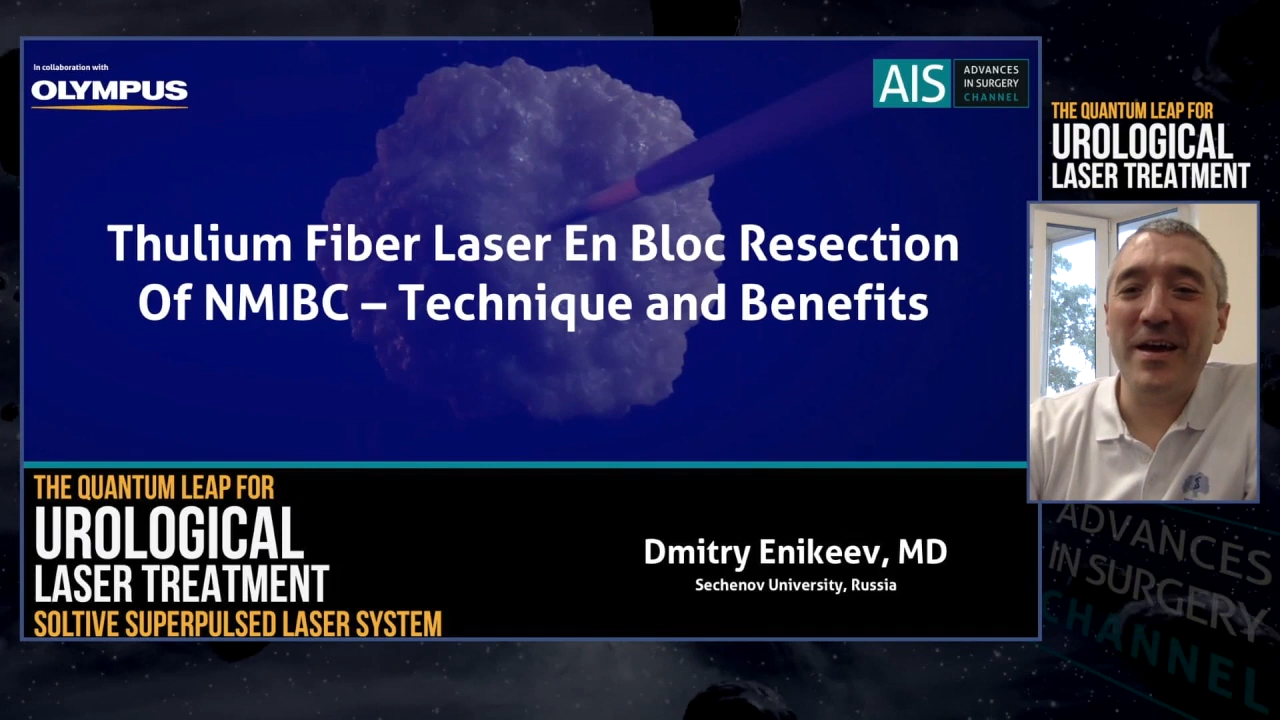 In collaboration with
OLYMPUS
AIS
ADVANCES
IN SURGERY
CHANNEL
Thulium Fiber Laser En Bloc Resection
Of NMIBC – Technique and Benefits
THE QUANTUM LEAP FOR
UROLOGICAL
LASER TREATMENT
SOLTIVE SUPERPULSED LASER SYSTEM
Dmitry Enikeev, MD
Sechenov University, Russia
THE QUANTUM LEAP FOR
UROLOGICAL
LASER TREATMENT
ADVANCES
IN SURGERY
CHANNEL